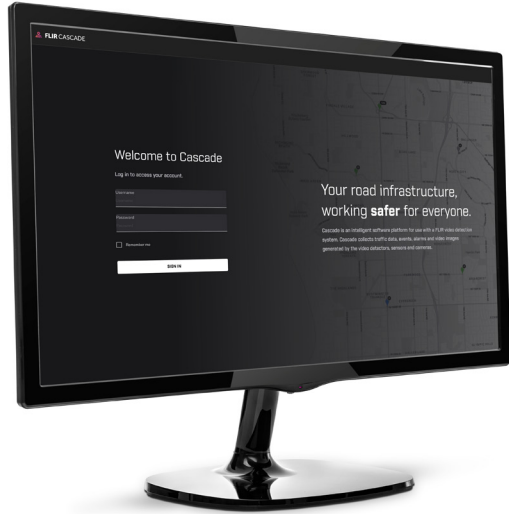 FLIR CASCADE
Welcome to Cascade
Log in to access your account.
Username
Password
Remember me
SIGN IN
Your road infrastructure,
working safer for everyone.
Cascade is an intelligent software platform for use with a FLIR video detection
system. Cascade collects traffic data, events, alarms and video images
generated by the video detectors, sensors and cameras.